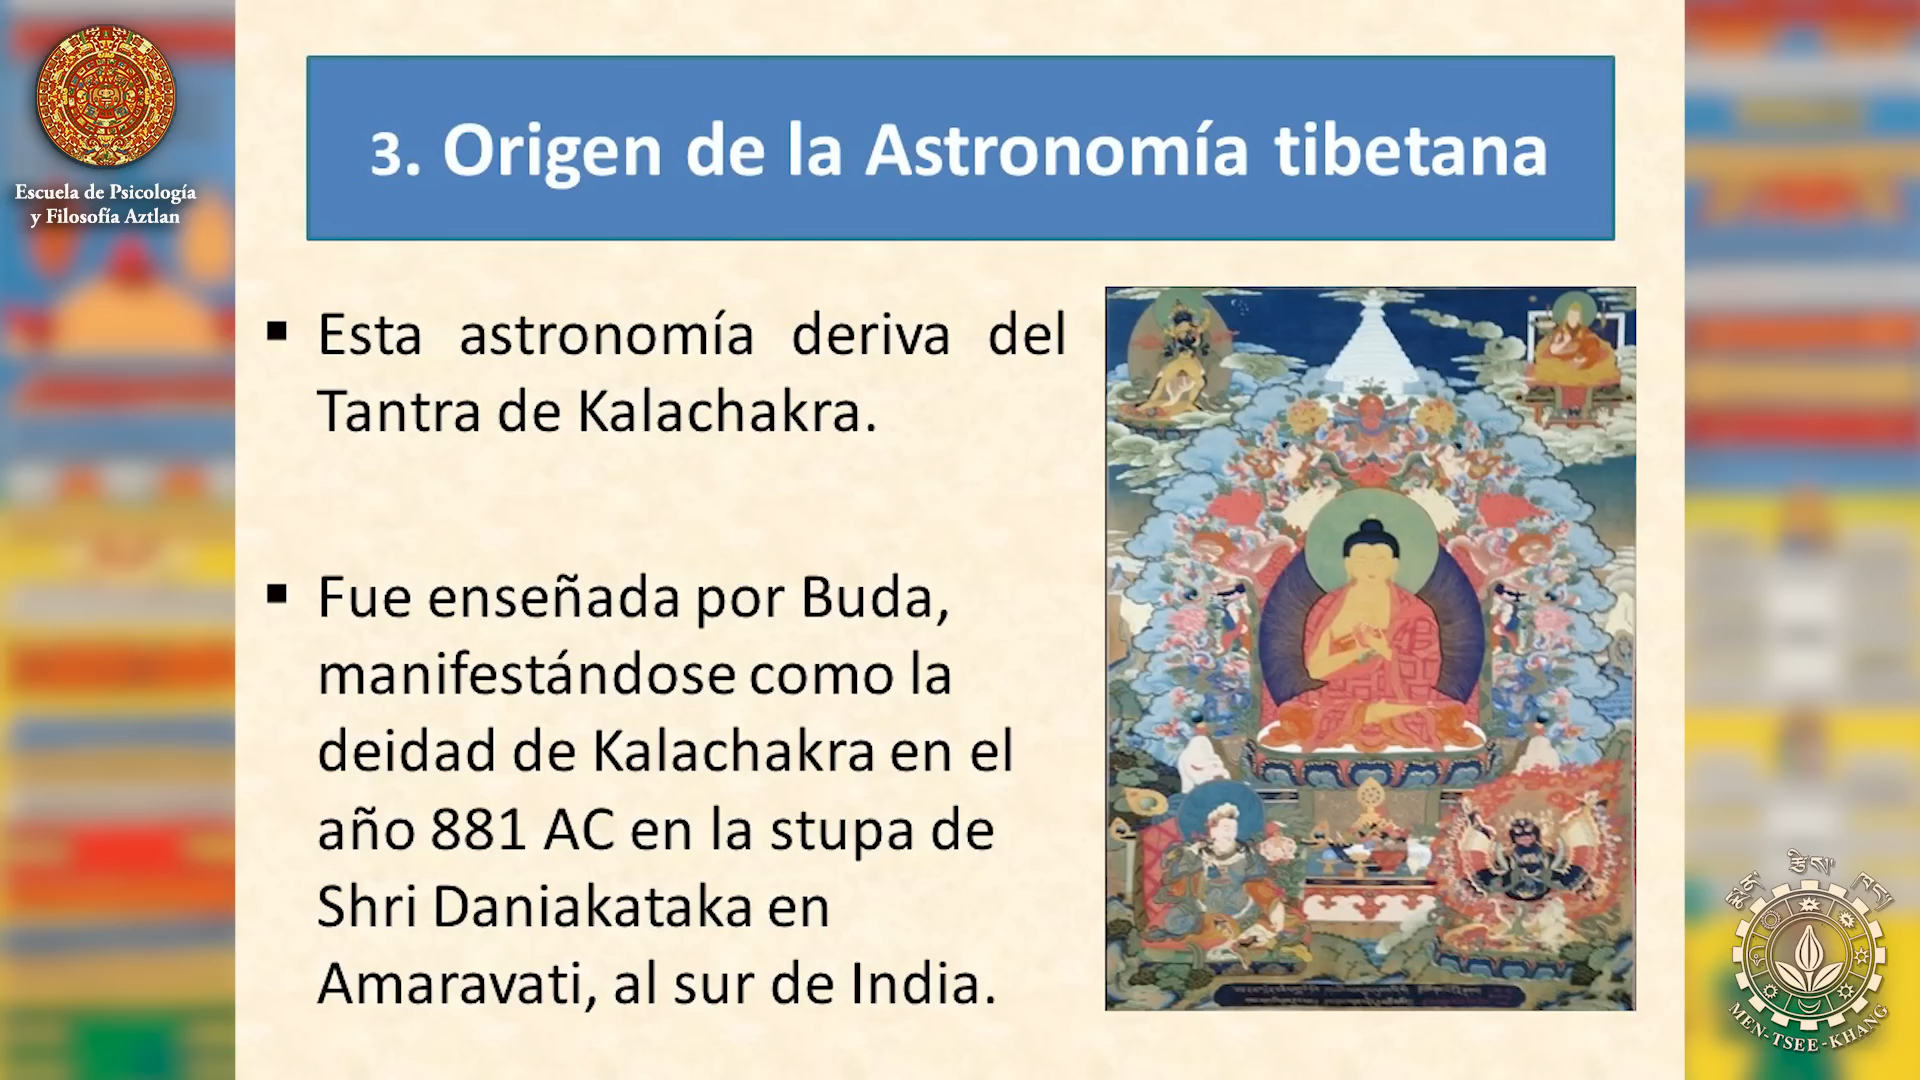 Escuela de Psicología
y Filosofía Aztlan
3. Origen de la Astronomía tibetana
▪ Esta astronomía deriva del
Tantra de Kalachakra.
▪ Fue enseñada por Buda,
manifestándose como la
deidad de Kalachakra en el
año 881 AC en la stupa de
Shri Daniakataka en
Amaravati, al sur de India.
MEN-TSEE-KHANG